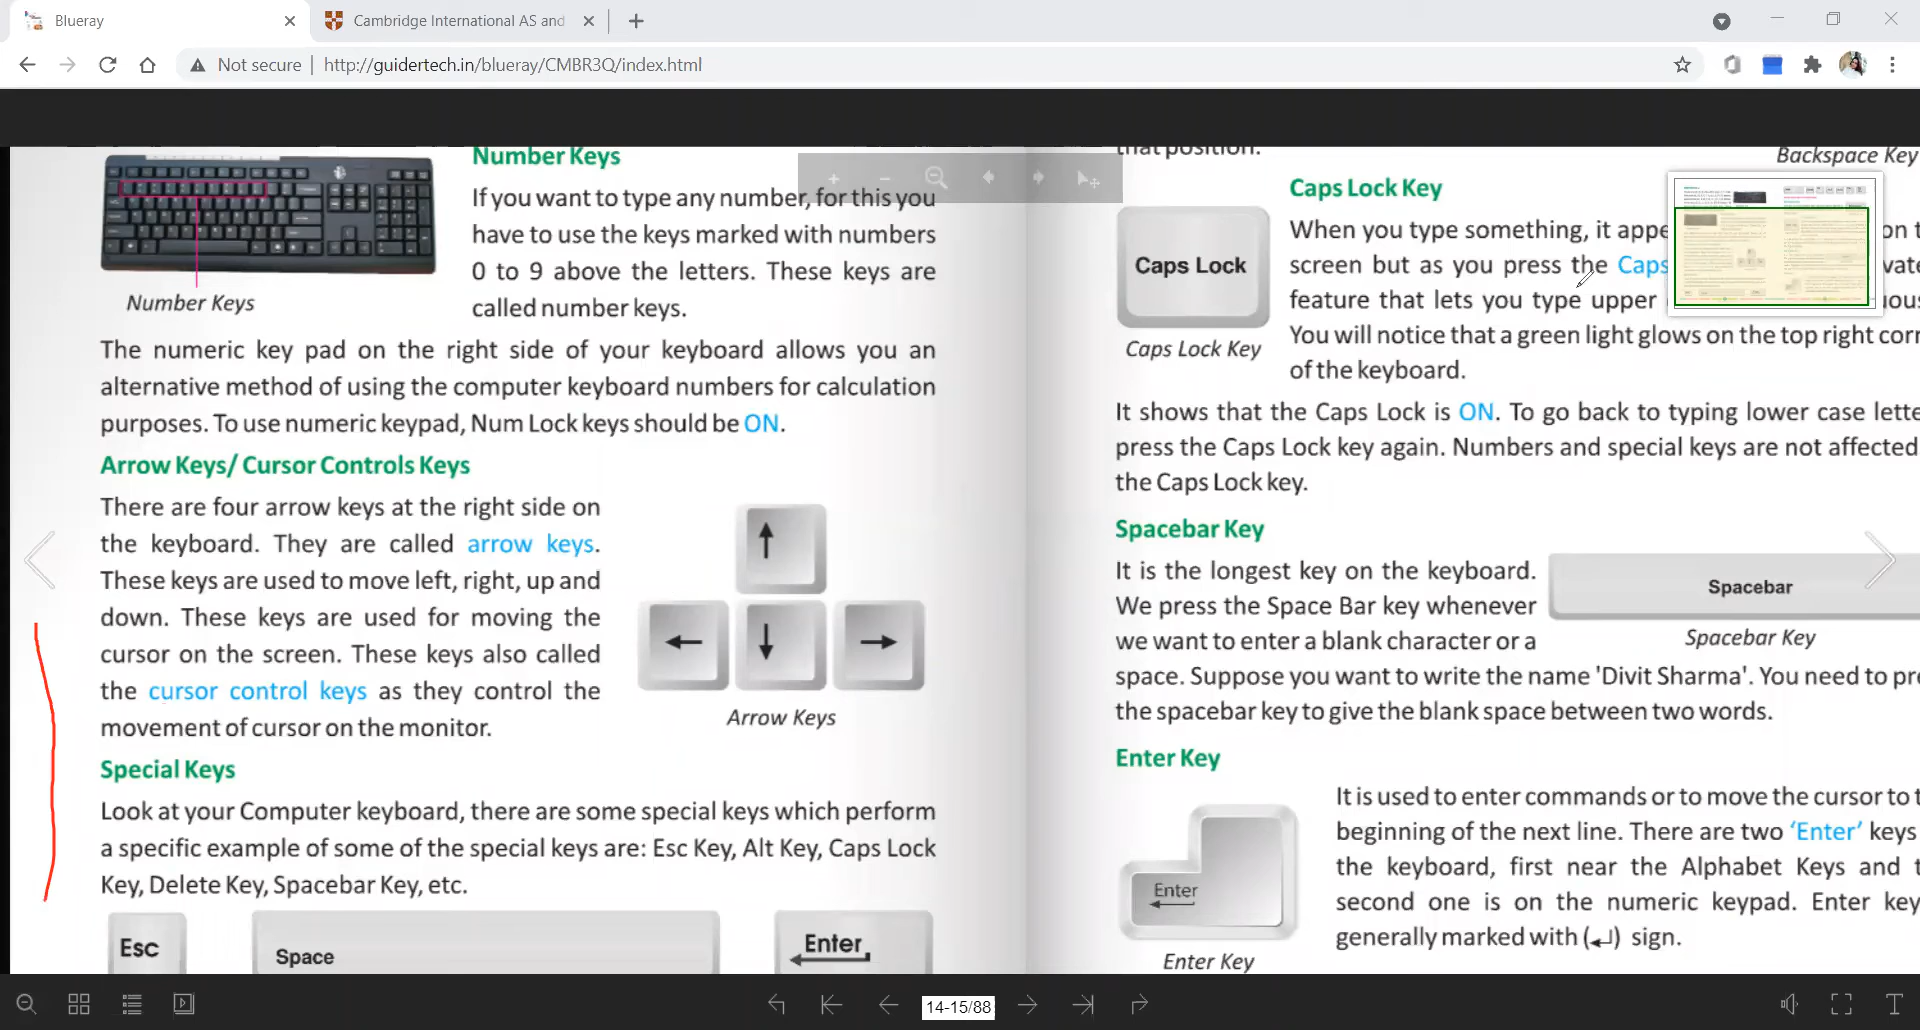 Blueray
Cambridge International AS and
Not secure
http://guidertech.in/blueray/CMBR3Q/index.html
Number Keys
If you want to type any number, for this you
have to use the keys marked with numbers
0 to 9 above the letters. These keys are
called number keys.
Number Keys
The numeric key pad on the right side of your keyboard allows you an
alternative method of using the computer keyboard numbers for calculation
purposes. To use numeric keypad, Num Lock keys should be ON.
Arrow Keys/ Cursor Controls Keys
There are four arrow keys at the right side on
the keyboard. They are called arrow keys.
These keys are used to move left, right, up and
down. These keys are used for moving the
cursor on the screen. These keys also called
the cursor control keys as they control the
movement of cursor on the monitor.
Arrow Keys
Special Keys
Look at your Computer keyboard, there are some special keys which perform
a specific example of some of the special keys are: Esc Key, Alt Key, Caps Lock
Key, Delete Key, Spacebar Key, etc.
Esc
Space
Enter
that position.
Backspace Key
Caps Lock Key
Caps Lock
Caps Lock Key
When you type something, it appe
screen but as you press the Caps
feature that lets you type upper
You will notice that a green light glows on the top right corn
of the keyboard.
It shows that the Caps Lock is ON. To go back to typing lower case lette
press the Caps Lock key again. Numbers and special keys are not affected
the Caps Lock key.
Spacebar Key
It is the longest key on the keyboard.
We press the Space Bar key whenever
we want to enter a blank character or a
space. Suppose you want to write the name 'Divit Sharma'. You need to pre
the spacebar key to give the blank space between two words.
Spacebar
Spacebar Key
Enter Key
It is used to enter commands or to move the cursor to t
beginning of the next line. There are two ‘Enter’ keys
the keyboard, first near the Alphabet Keys and t
second one is on the numeric keypad. Enter key
generally marked with (↵) sign.
Enter
Enter Key
14-15/88